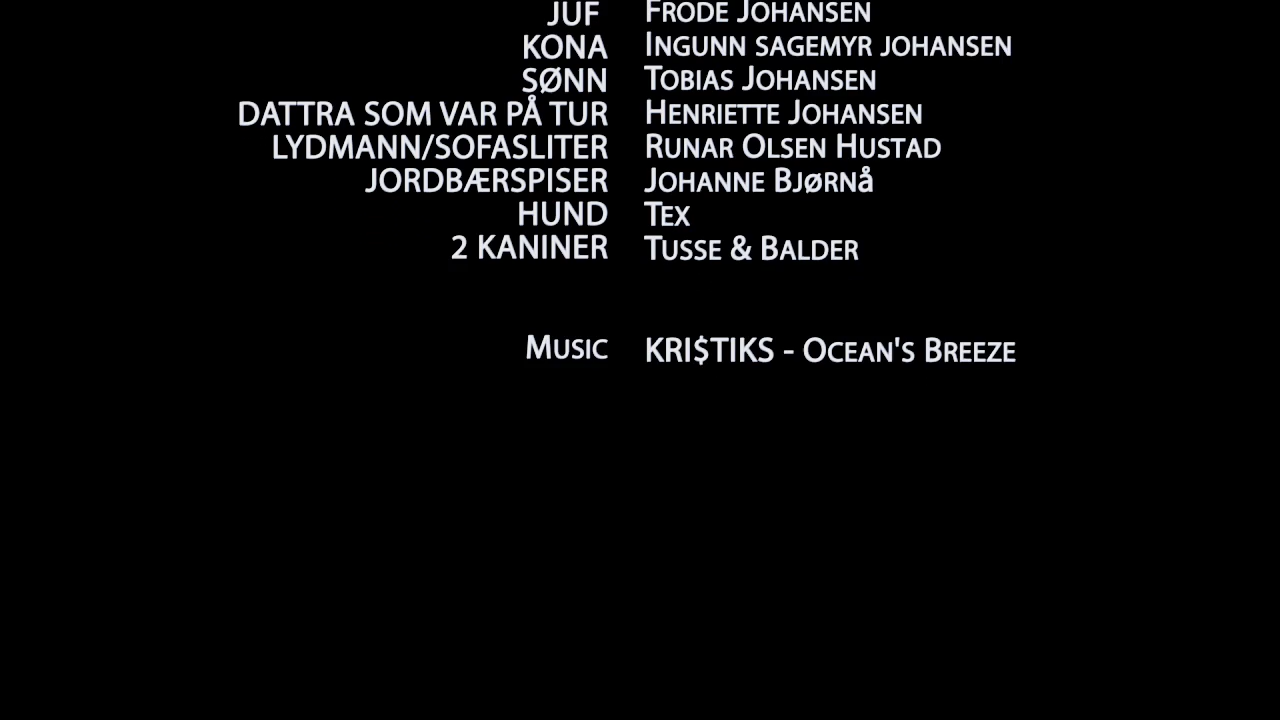 JUF Frode Johansen
KONA Ingunn sagemyr johansen
SØNN Tobias Johansen
DATTRA SOM VAR PÅ TUR Henriette Johansen
LYDMANN/SOFASLITER Runar Olsen Hustad
JORDBÆRSPISER Johanne Bjørnå
HUND Tex
2 KANINER Tusse & Balder
Music KRI$TIKS - Ocean's Breeze